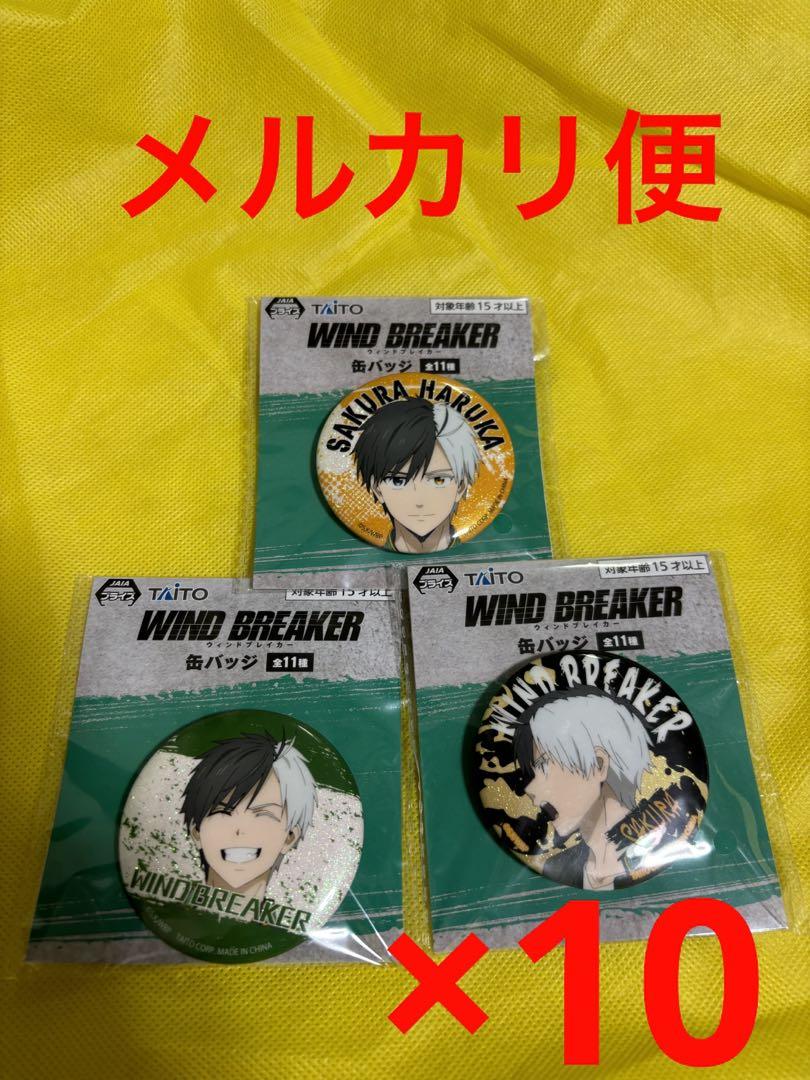 メルカリ便
JAIA
プライズ
TAITO
対象年齢15才以上
WIND BREAKER
ウィンドブレイカー
缶バッジ 全11種
SAKURA HARUKA
JAIA
プライズ
TAITO
対象年齢15才以上
WIND BREAKER
ウィンドブレイカー
缶バッジ 全11種
WIND BREAKER
TAITO CORP. MADE IN CHINA
JAIA
プライズ
TAITO
対象年齢15才以上
WIND BREAKER
ウィンドブレイカー
缶バッジ 全11種
WIND BREAKER
SAKURA
×10